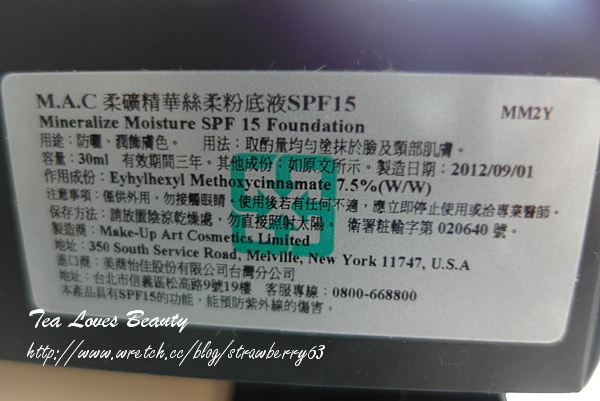 M.A.C 柔礦精華絲柔粉底液SPF15
MM2Y
Mineralize Moisture SPF 15 Foundation
用途：防曬、潤飾膚色。 用法：取酌量均勻塗抹於臉及頸部肌膚。
容量：30ml 有效期間三年。其他成份：如原文所示。製造日期：2012/09/01
作用成份：Eyhylhexyl Methoxycinnamate 7.5%(W/W)
注意事項：僅供外用，勿接觸眼睛，使用後若有任何不適，應立即停止使用或洽專業醫師。
保存方法：請放置陰涼乾燥處，勿直接照射太陽。 衛署粧輸字第 020640 號。
製造商：Make-Up Art Cosmetics Limited
地址：350 South Service Road, Melville, New York 11747, U.S.A
進口商：美商怡佳股份有限公司台灣分公司
地址：台北市信義區松高路9號19樓 客服專線：0800-668800
本產品具有SPF15的功能，能預防紫外線的傷害。
Tea Loves Beauty
http://www.wretch.cc/blog/strawberry63